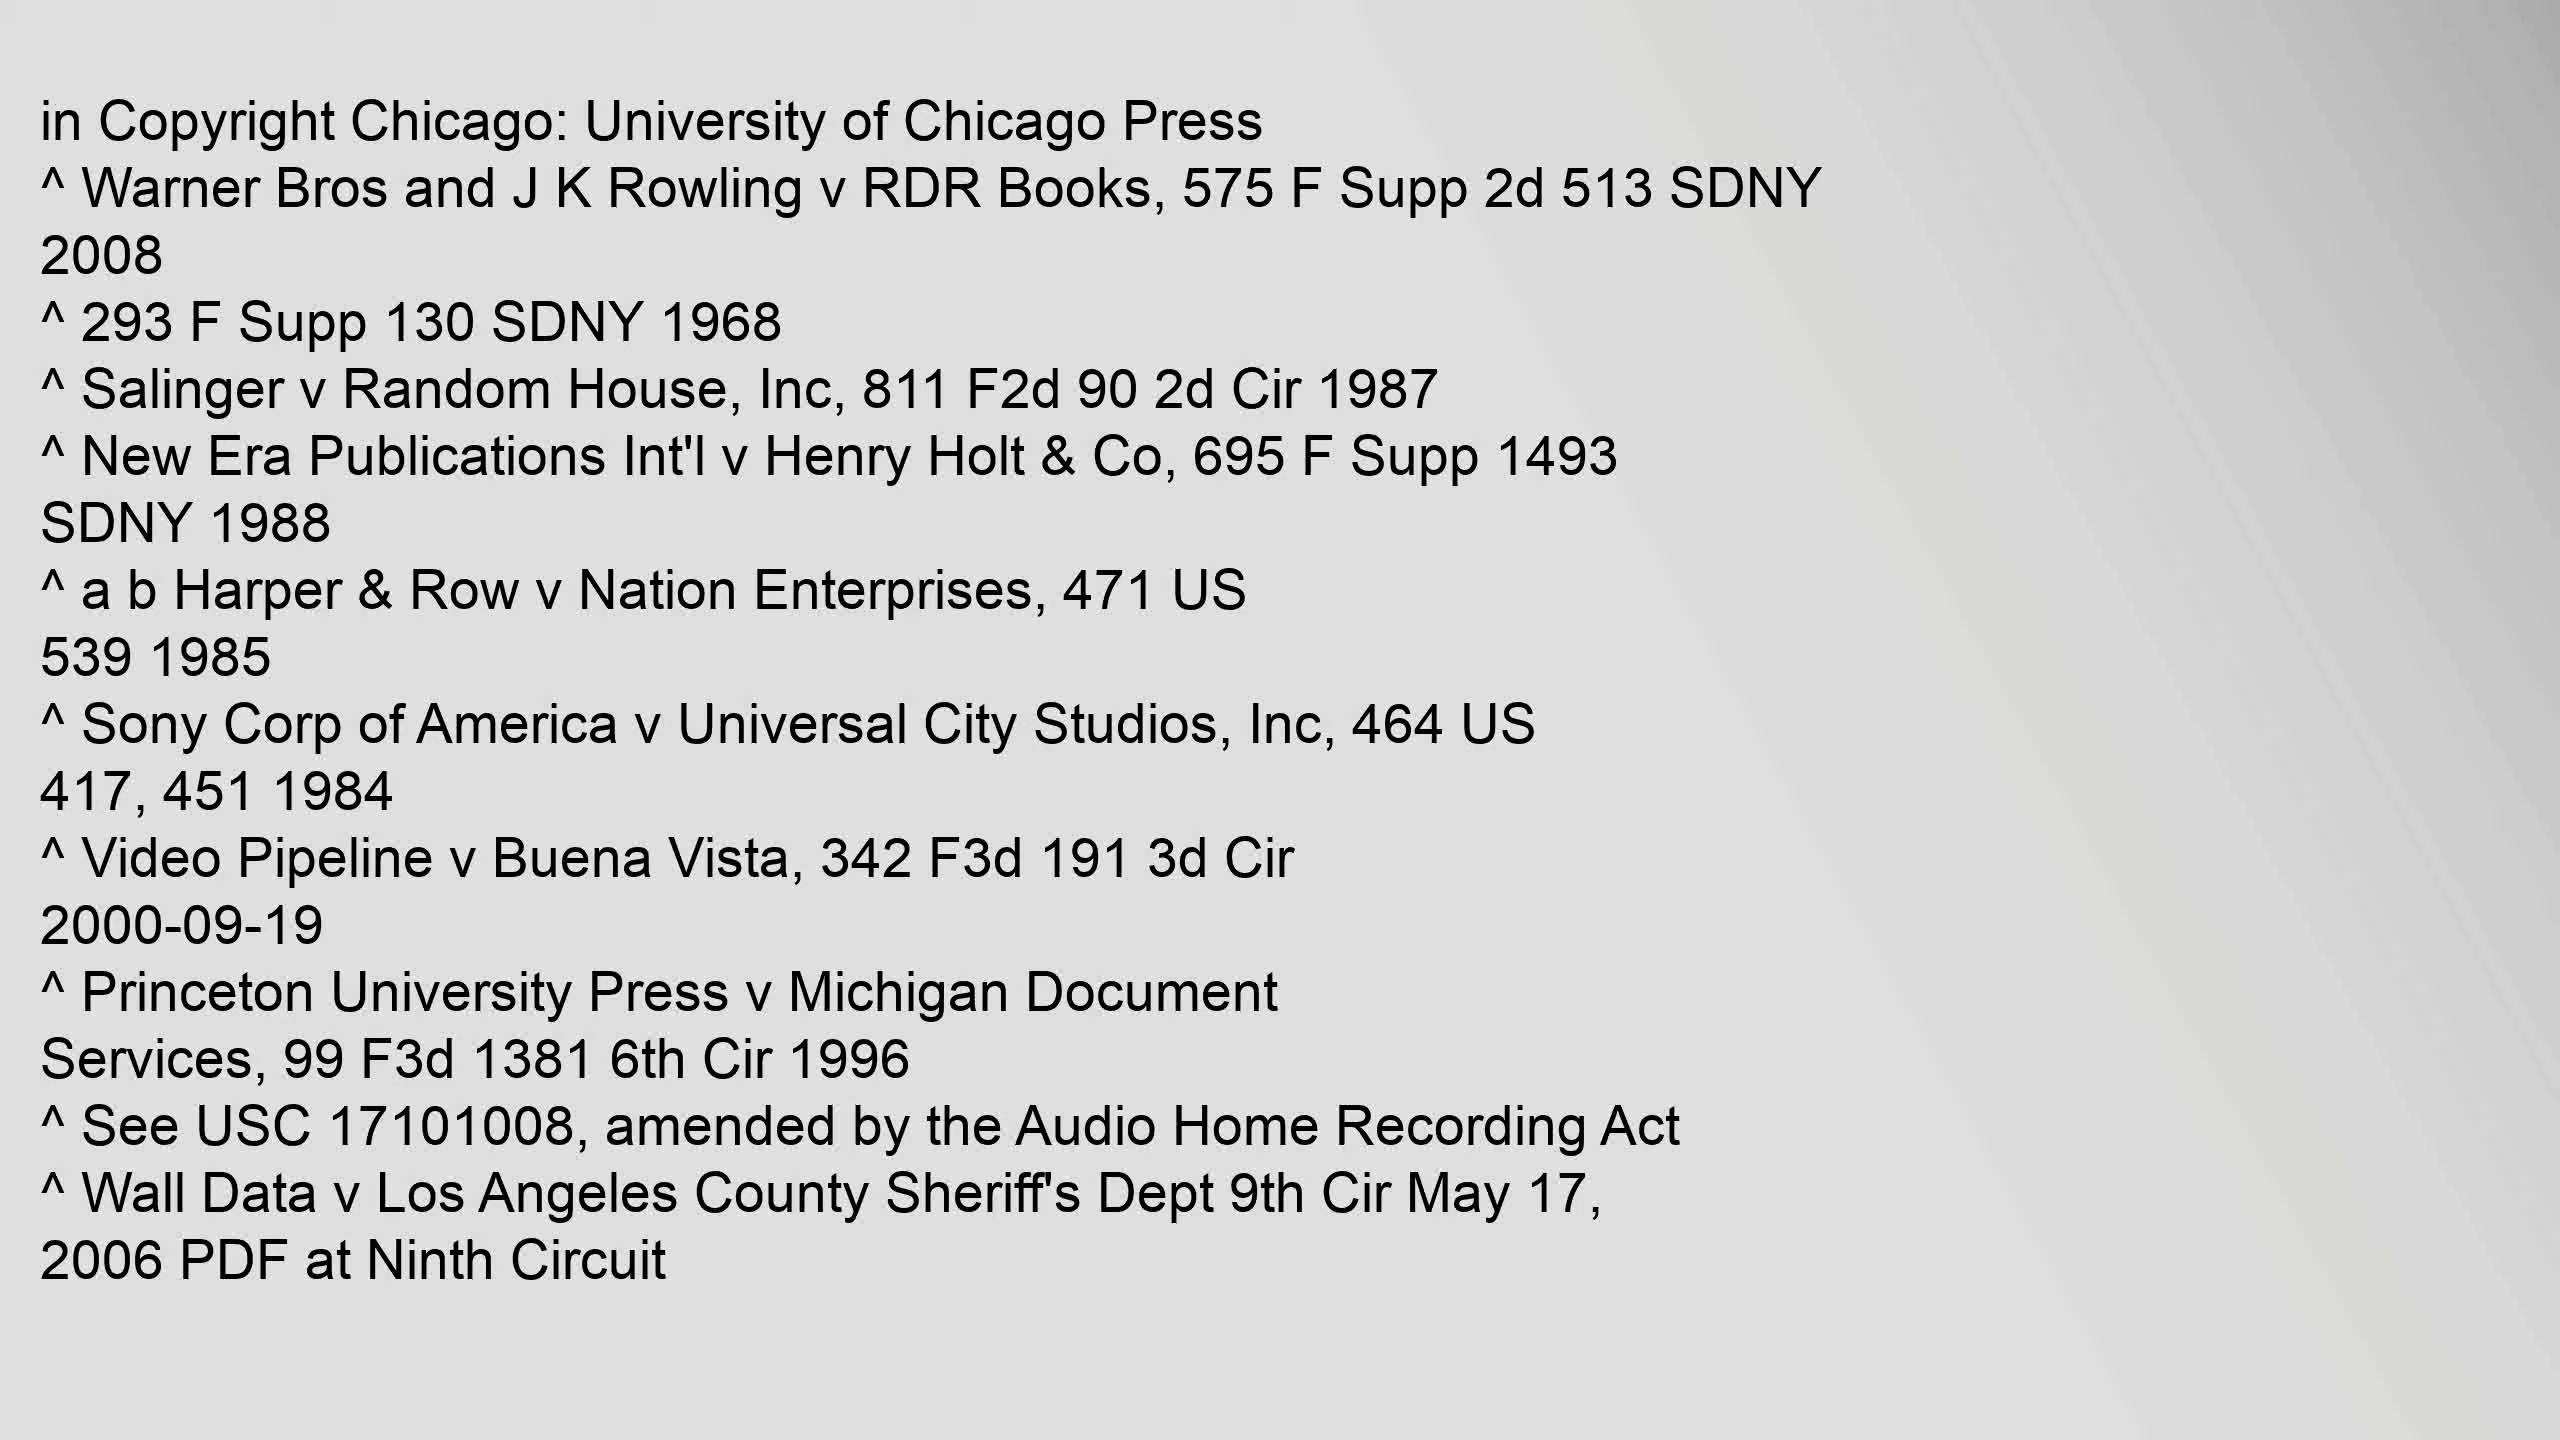 in Copyright Chicago: University of Chicago Press
^ Warner Bros and J K Rowling v RDR Books, 575 F Supp 2d 513 SDNY
2008
^ 293 F Supp 130 SDNY 1968
^ Salinger v Random House, Inc, 811 F2d 90 2d Cir 1987
^ New Era Publications Int'l v Henry Holt & Co, 695 F Supp 1493
SDNY 1988
^ a b Harper & Row v Nation Enterprises, 471 US
539 1985
^ Sony Corp of America v Universal City Studios, Inc, 464 US
417, 451 1984
^ Video Pipeline v Buena Vista, 342 F3d 191 3d Cir
2000-09-19
^ Princeton University Press v Michigan Document
Services, 99 F3d 1381 6th Cir 1996
^ See USC 17101008, amended by the Audio Home Recording Act
^ Wall Data v Los Angeles County Sheriff's Dept 9th Cir May 17,
2006 PDF at Ninth Circuit